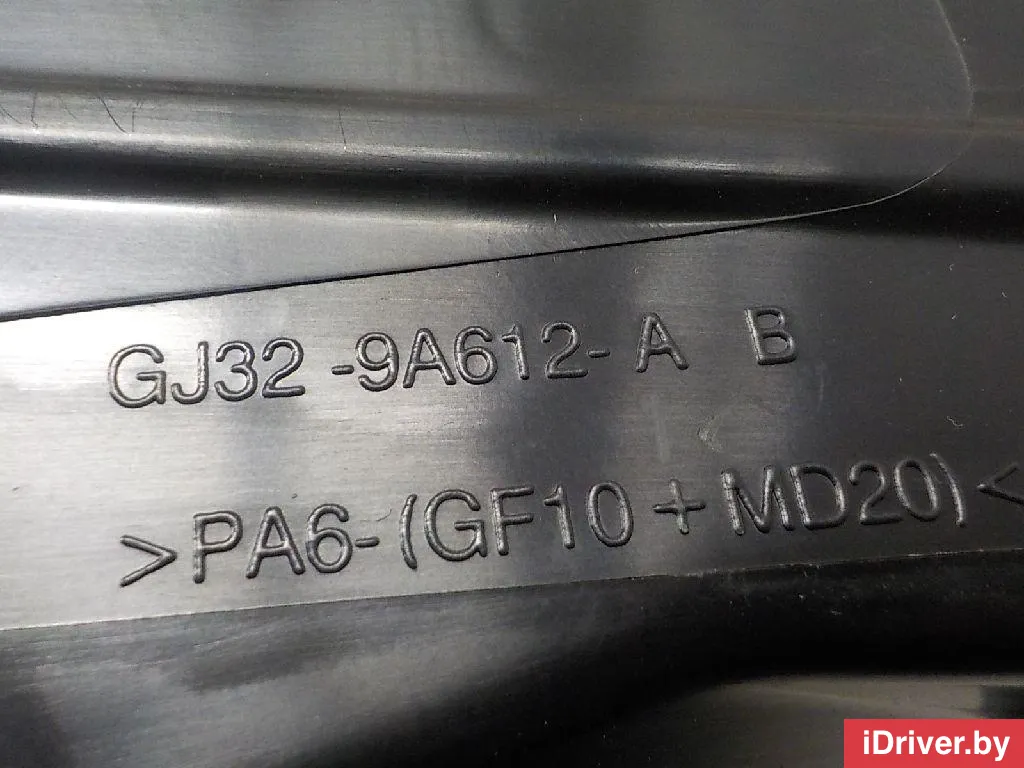 GJ32 -9A612- A B
>PA6-(GF10 + MD20)<
iDriver.by